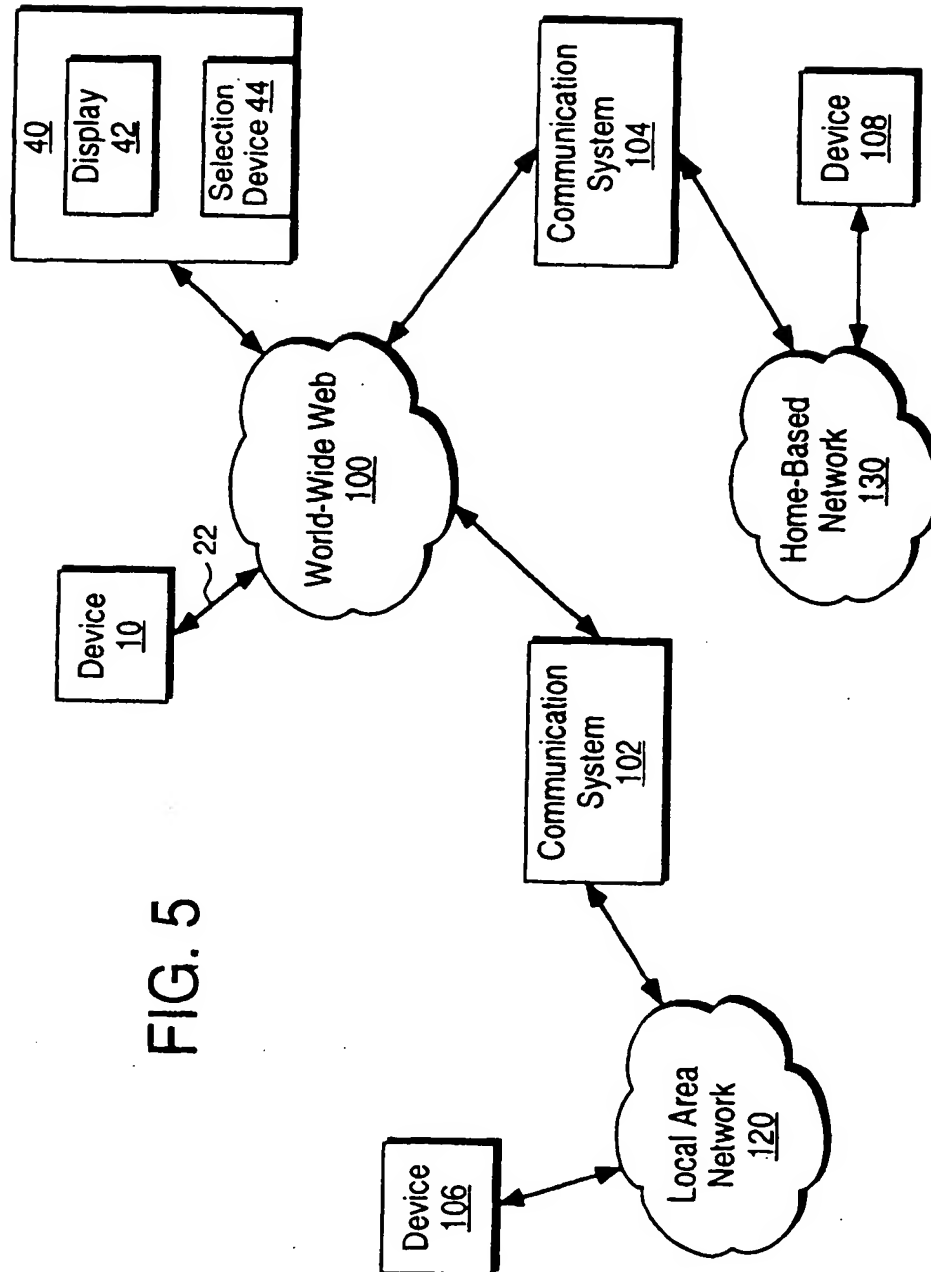 FIG. 5
40
Display
42
Selection
Device 44
Device
10
22
World-Wide Web
100
Communication
System
104
Communication
System
102
Device
108
Home-Based
Network
130
Device
106
Local Area
Network
120